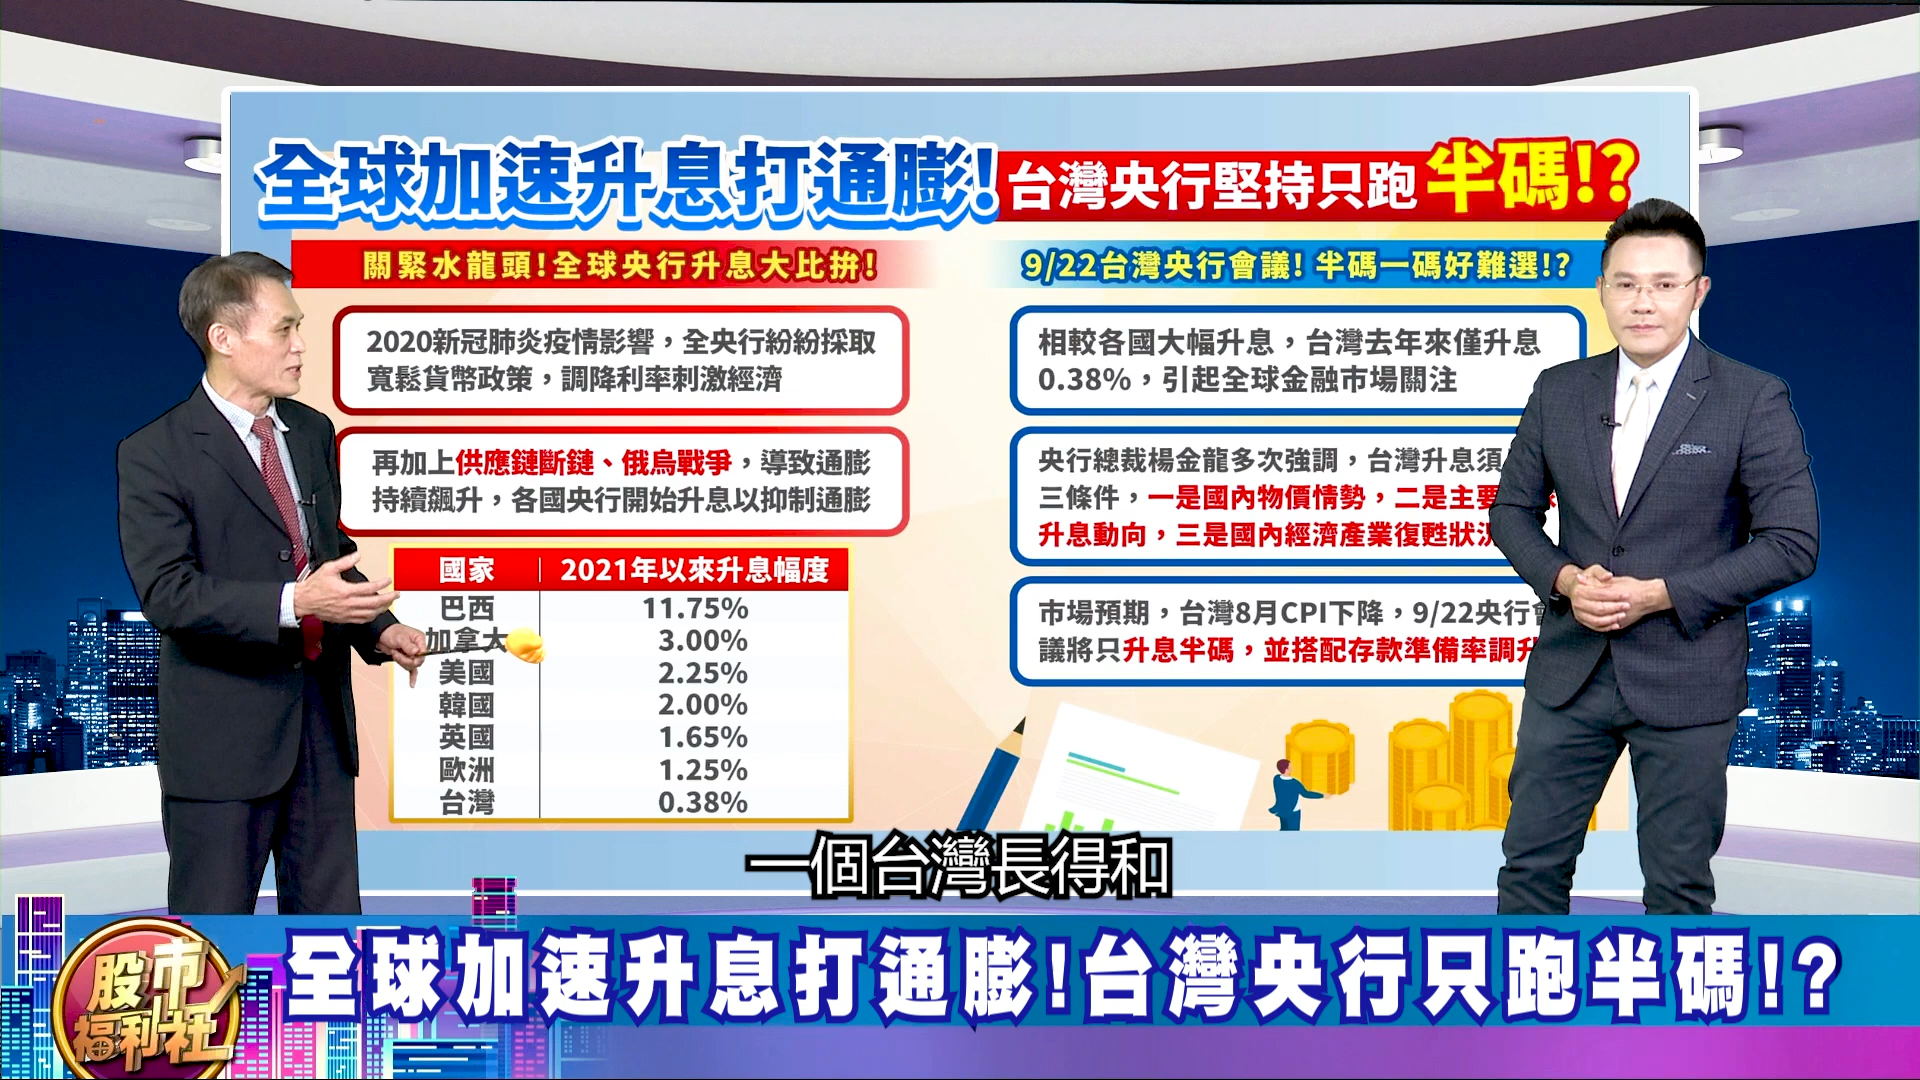 全球加速升息打通膨!台灣央行堅持只跑半碼!?
關緊水龍頭!全球央行升息大比拚!
2020新冠肺炎疫情影響，全央行紛紛採取
寬鬆貨幣政策，調降利率刺激經濟
再加上供應鏈斷鏈、俄烏戰爭，導致通膨
持續飆升，各國央行開始升息以抑制通膨
國家 2021年以來升息幅度
巴西 11.75%
加拿大 3.00%
美國 2.25%
韓國 2.00%
英國 1.65%
歐洲 1.25%
台灣 0.38%
9/22台灣央行會議!半碼一碼好難選!?
相較各國大幅升息，台灣去年來僅升息
0.38%，引起全球金融市場關注
央行總裁楊金龍多次強調，台灣升息須
三條件，一是國內物價情勢，二是主要
升息動向，三是國內經濟產業復甦狀況
市場預期，台灣8月CPI下降，9/22央行會
議將只升息半碼，並搭配存款準備率調升
一個台灣長得和
股市
福利社
全球加速升息打通膨!台灣央行只跑半碼!?